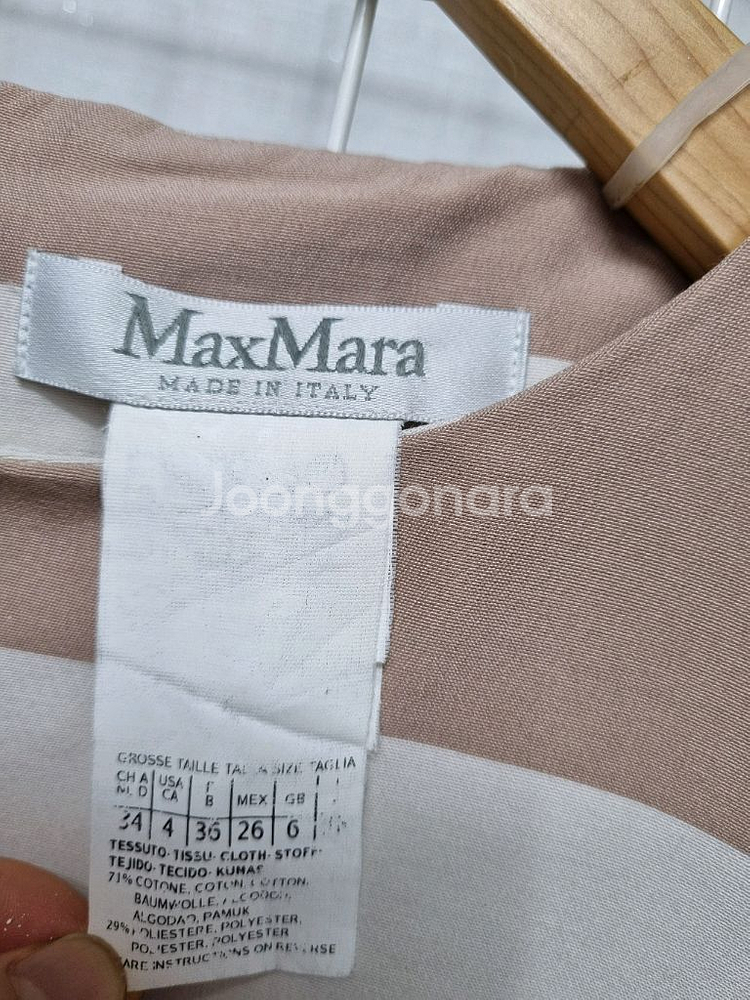 MaxMara
MADE IN ITALY
Joonggonara
GROSSE TAILLE SIZE TAGLIA
CH A USA F
D CA B MEX GB
34 4 36 26 6
TESSUTO·TISSU·CLOTH·STOFF
TEJIDO·TECIDO·KUMAS
71% COTONE, COTON, COTTON,
BAUMWOLLE,
ALGODAO, PAMUK
29% POLIESTERE, POLYESTER,
POLIESTER, POLYESTER
CARE INSTRUCTIONS ON REVERSE